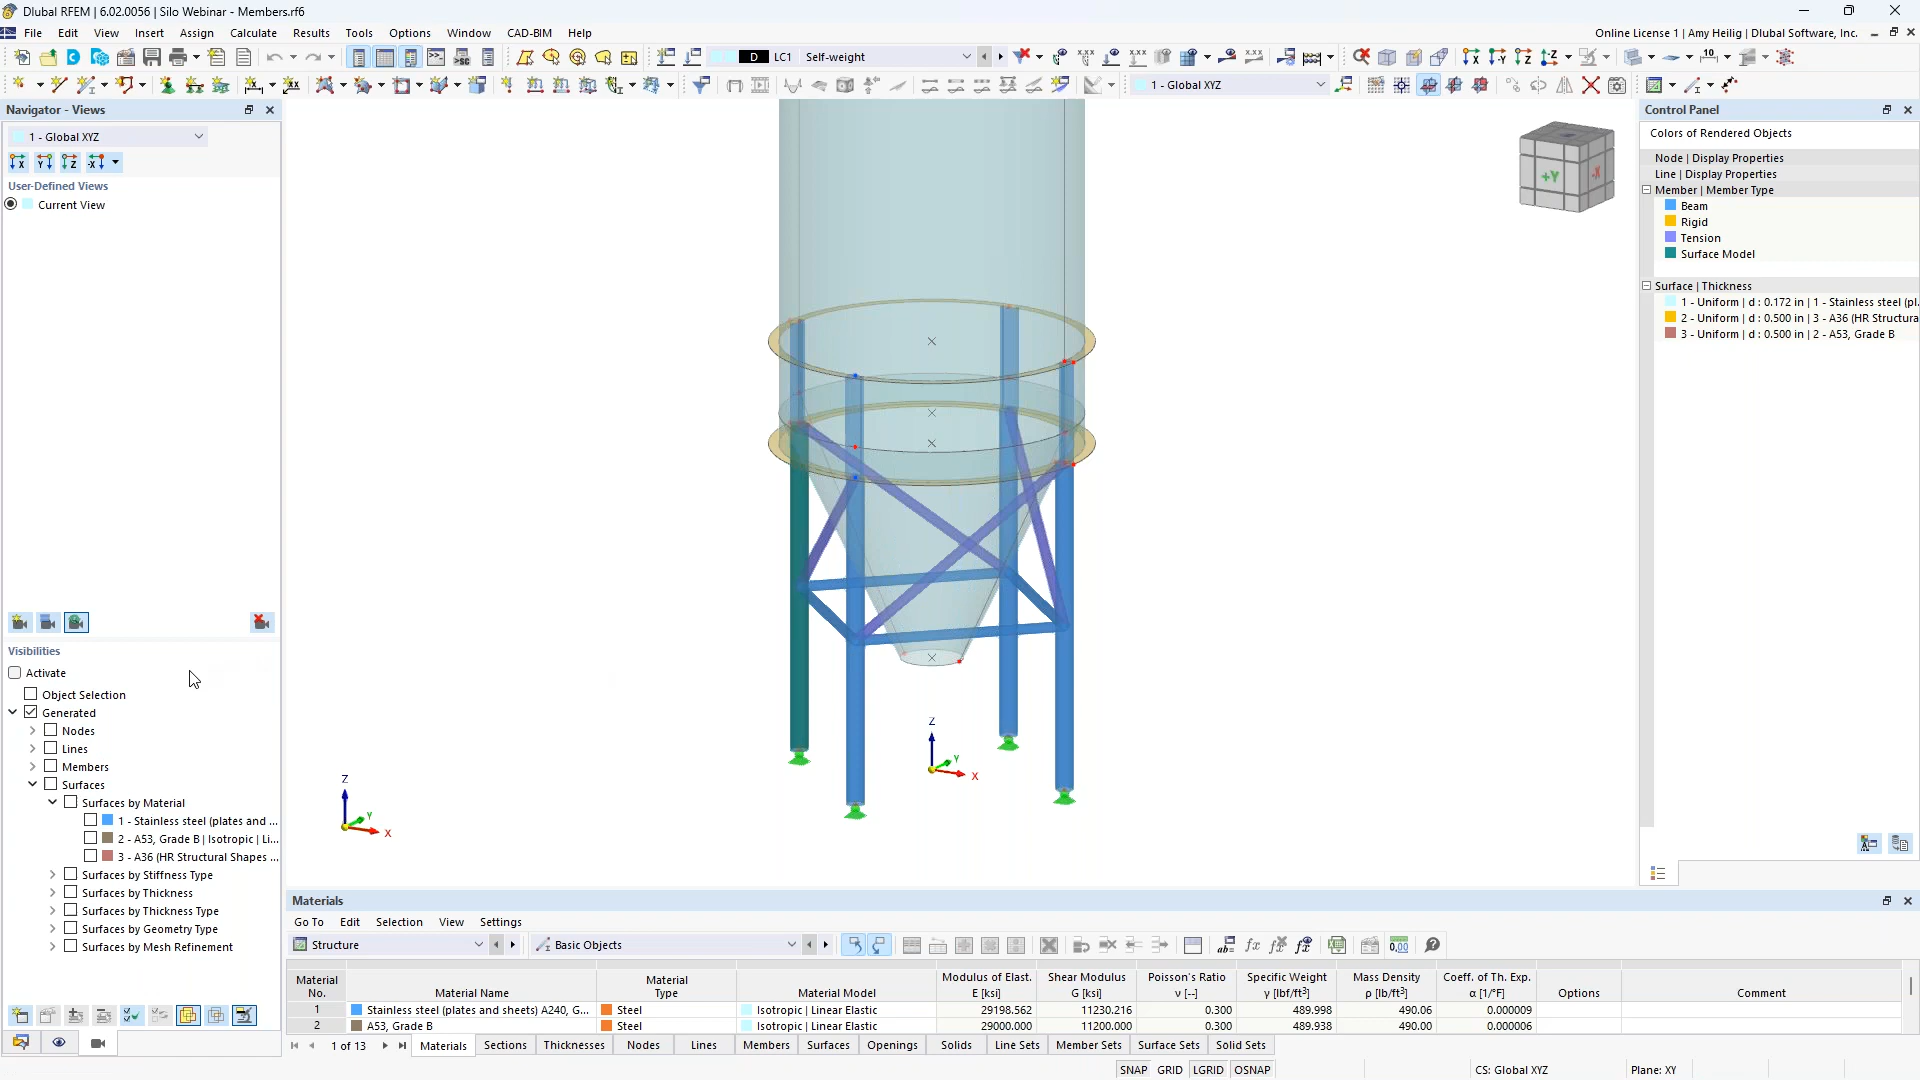 Dlubal RFEM | 6.02.0056 | Silo Webinar - Members.rf6
File Edit View Insert Assign Calculate Results Tools Options Window CAD-BIM Help
Online License 1 | Amy Heilig | Dlubal Software, Inc.
D LC1 Self-weight
1 - Global XYZ
Navigator - Views
1 - Global XYZ
User-Defined Views
Current View
Visibilities
Activate
Object Selection
Generated
Nodes
Lines
Members
Surfaces
Surfaces by Material
1 - Stainless steel (plates and ...
2 - A53, Grade B | Isotropic | Li...
3 - A36 (HR Structural Shapes ...
Surfaces by Stiffness Type
Surfaces by Thickness
Surfaces by Thickness Type
Surfaces by Geometry Type
Surfaces by Mesh Refinement
+Y
-X
Z
Y
X
Z
Y
X
Control Panel
Colors of Rendered Objects
Node | Display Properties
Line | Display Properties
Member | Member Type
Beam
Rigid
Tension
Surface Model
Surface | Thickness
1 - Uniform | d : 0.172 in | 1 - Stainless steel (pl.
2 - Uniform | d : 0.500 in | 3 - A36 (HR Structura
3 - Uniform | d : 0.500 in | 2 - A53, Grade B
Materials
Go To Edit Selection View Settings
Structure
Basic Objects
Material No. Material Name Material Type Material Model Modulus of Elast. E [ksi] Shear Modulus G [ksi] Poisson's Ratio ν [--] Specific Weight γ [lbf/ft³] Mass Density ρ [lb/ft³] Coeff. of Th. Exp. α [1/°F] Options Comment
1 Stainless steel (plates and sheets) A240, G... Steel Isotropic | Linear Elastic 29198.562 11230.216 0.300 489.998 490.06 0.000009
2 A53, Grade B Steel Isotropic | Linear Elastic 29000.000 11200.000 0.300 489.938 490.00 0.000006
1 of 13 Materials Sections Thicknesses Nodes Lines Members Surfaces Openings Solids Line Sets Member Sets Surface Sets Solid Sets
SNAP GRID LGRID OSNAP CS: Global XYZ Plane: XY